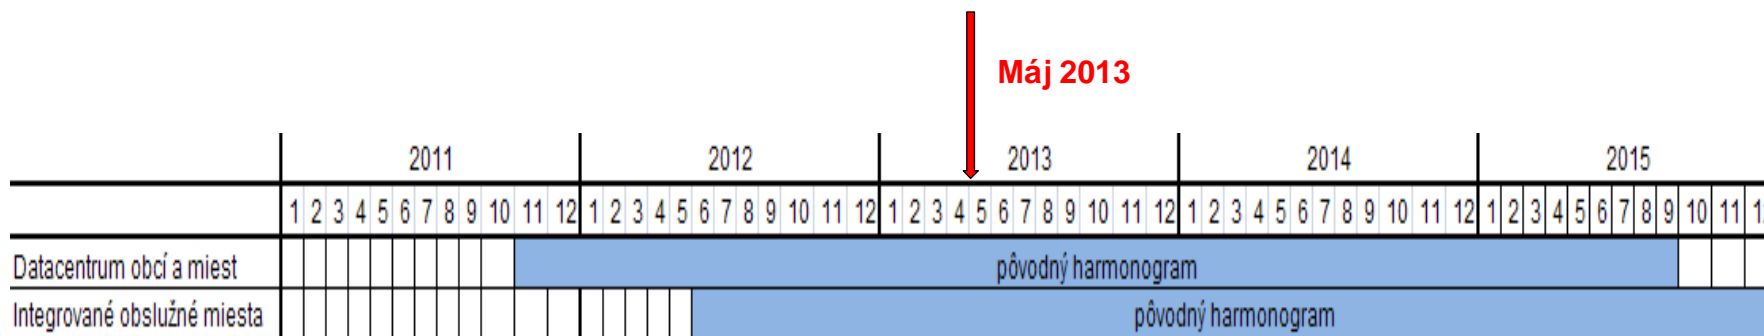 Máj 2013
2011 2012 2013 2014 2015
1 2 3 4 5 6 7 8 9 10 11 12 1 2 3 4 5 6 7 8 9 10 11 12 1 2 3 4 5 6 7 8 9 10 11 12 1 2 3 4 5 6 7 8 9 10 11 12 1 2 3 4 5 6 7 8 9 10 11 1
Datacentrum obcí a miest pôvodný harmonogram
Integrované obslužné miesta pôvodný harmonogram